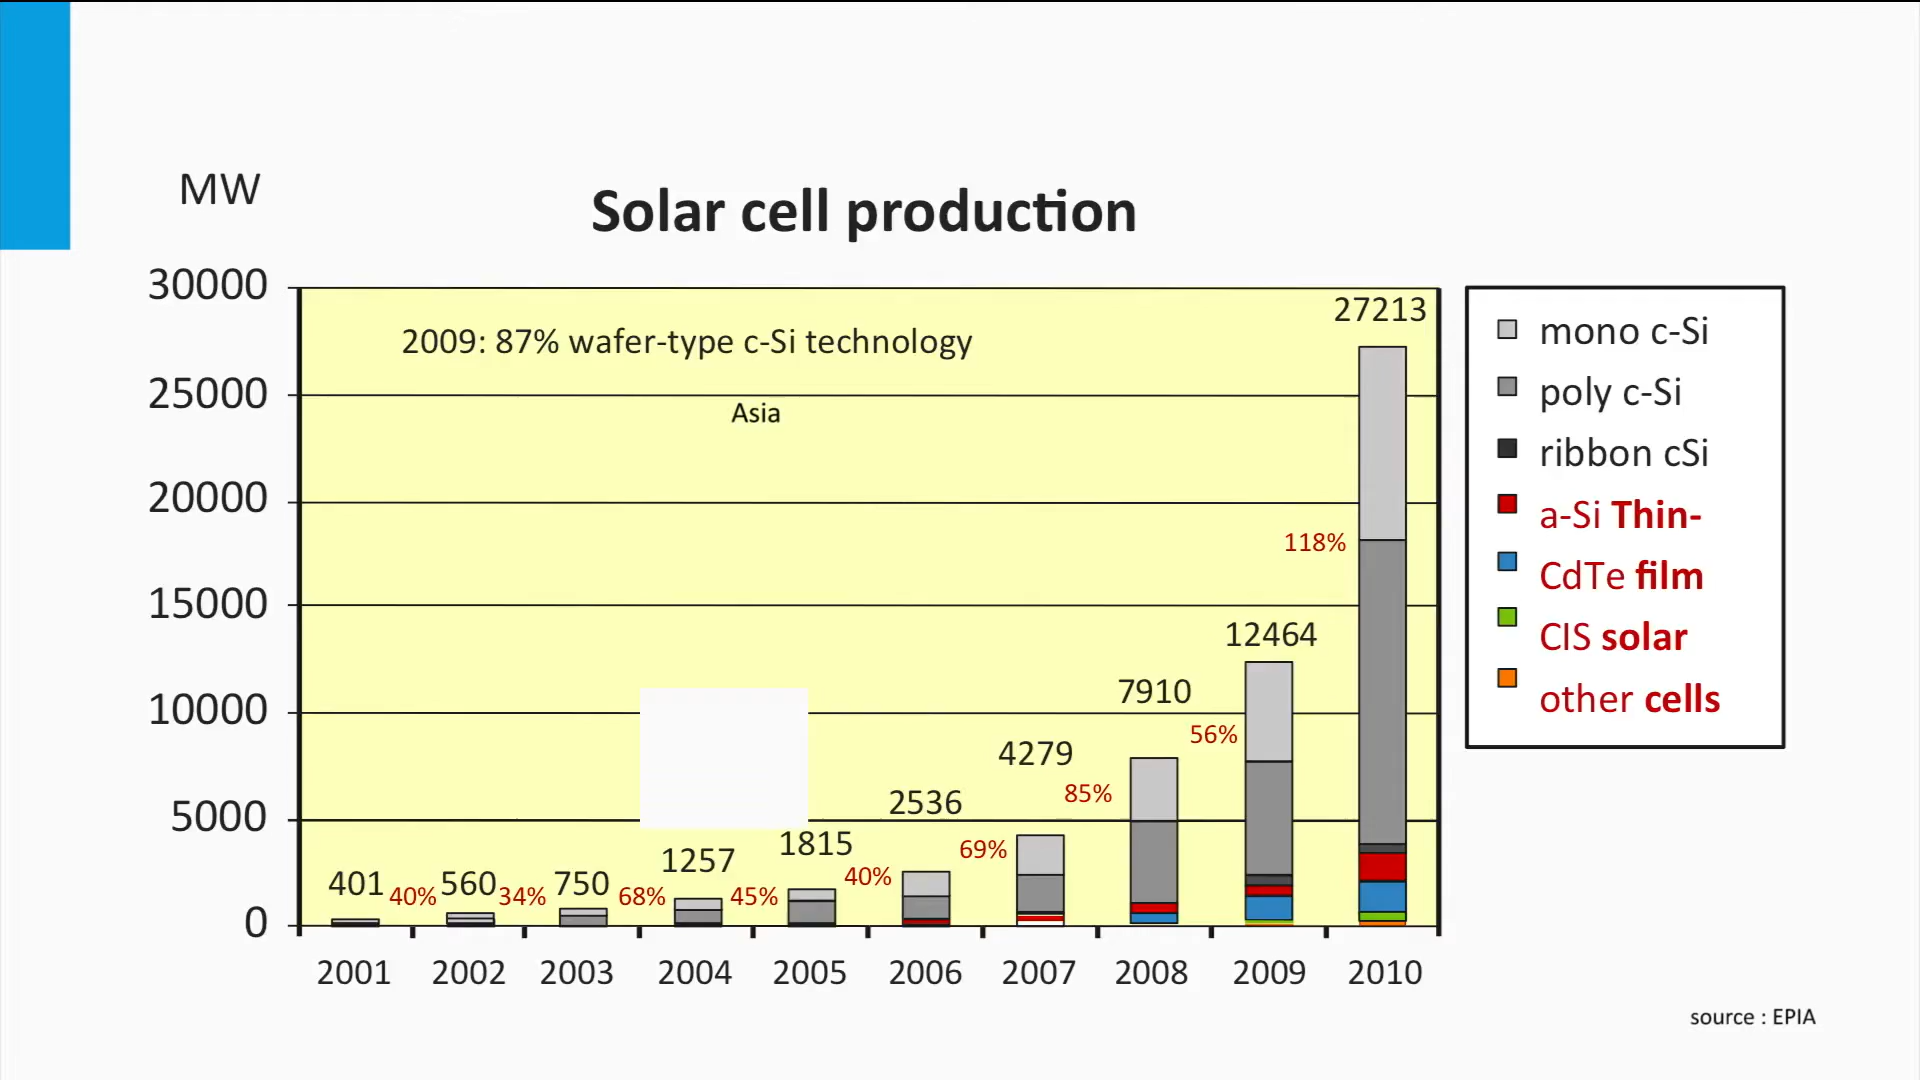 MW
Solar cell production
30000
25000
20000
15000
10000
5000
0
2009: 87% wafer-type c-Si technology
Asia
401
40%
560
34%
750
68%
1257
45%
1815
40%
2536
69%
4279
85%
7910
56%
12464
118%
27213
2001 2002 2003 2004 2005 2006 2007 2008 2009 2010
mono c-Si
poly c-Si
ribbon cSi
a-Si Thin-
CdTe film
CIS solar
other cells
source : EPIA